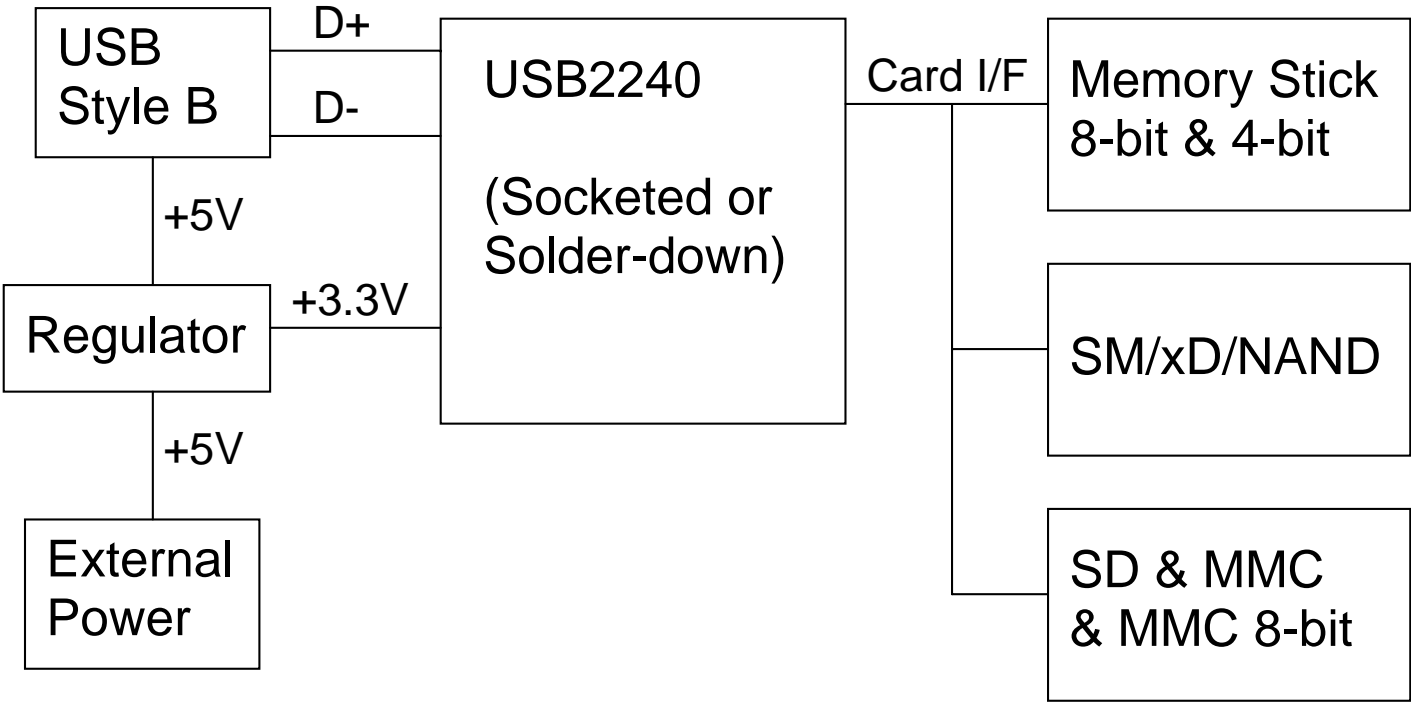 USB
Style B
D+
D-
USB2240
(Socketed or
Solder-down)
Card I/F
Memory Stick
8-bit & 4-bit
+5V
Regulator
+3.3V
SM/xD/NAND
+5V
External
Power
SD & MMC
& MMC 8-bit